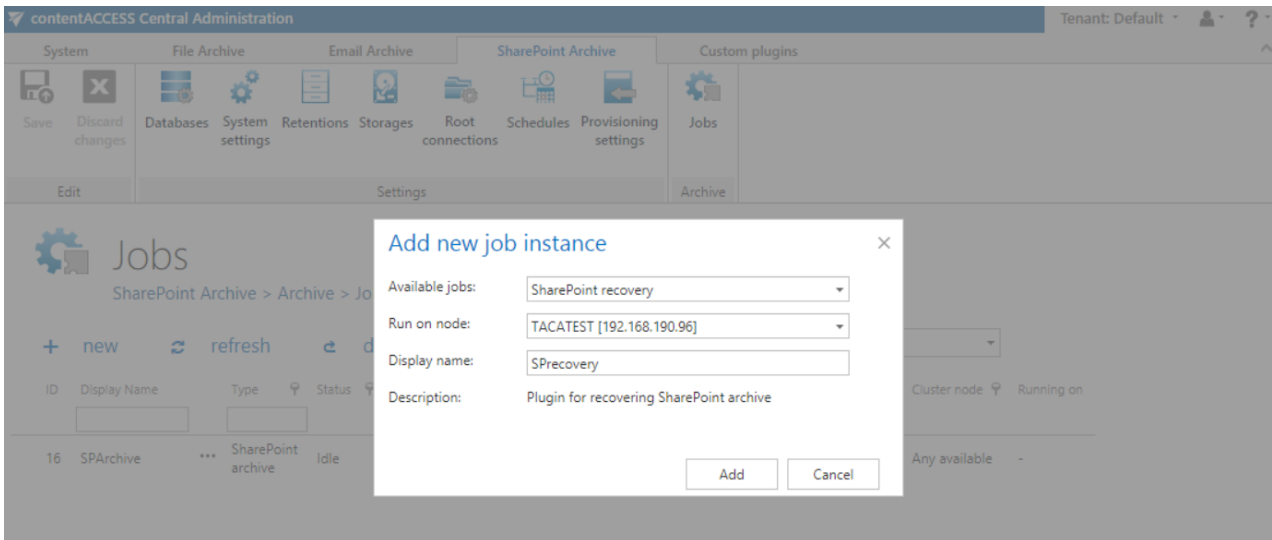 contentACCESS Central Administration
Tenant: Default
?
System
File Archive
Email Archive
SharePoint Archive
Custom plugins
Save
Discard
changes
Databases
System
settings
Retentions
Storages
Root
connections
Schedules
Provisioning
settings
Jobs
Edit
Settings
Archive
Jobs
SharePoint Archive > Archive > Jo
+ new
refresh
d
ID
Display Name
Type
Status
Cluster node
Running on
16
SPArchive
...
SharePoint
archive
Idle
Any available
-
Add new job instance
Available jobs:
SharePoint recovery
Run on node:
TACATEST [192.168.190.96]
Display name:
SPrecovery
Description:
Plugin for recovering SharePoint archive
Add
Cancel